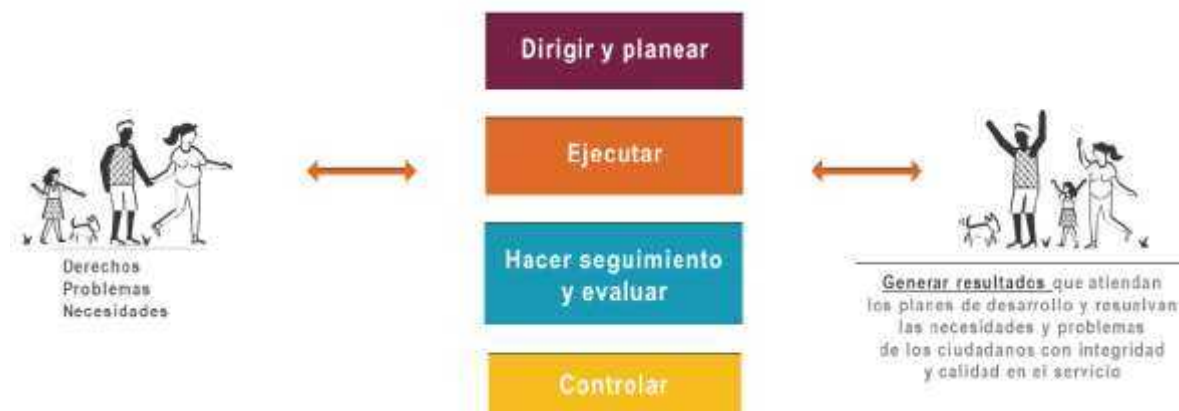 Dirigir y planear
Ejecutar
Hacer seguimiento
y evaluar
Controlar
Derechos
Problemas
Necesidades
Generar resultados que atiendan
los planes de desarrollo y resuelvan
las necesidades y problemas
de los ciudadanos con integridad
y calidad en el servicio